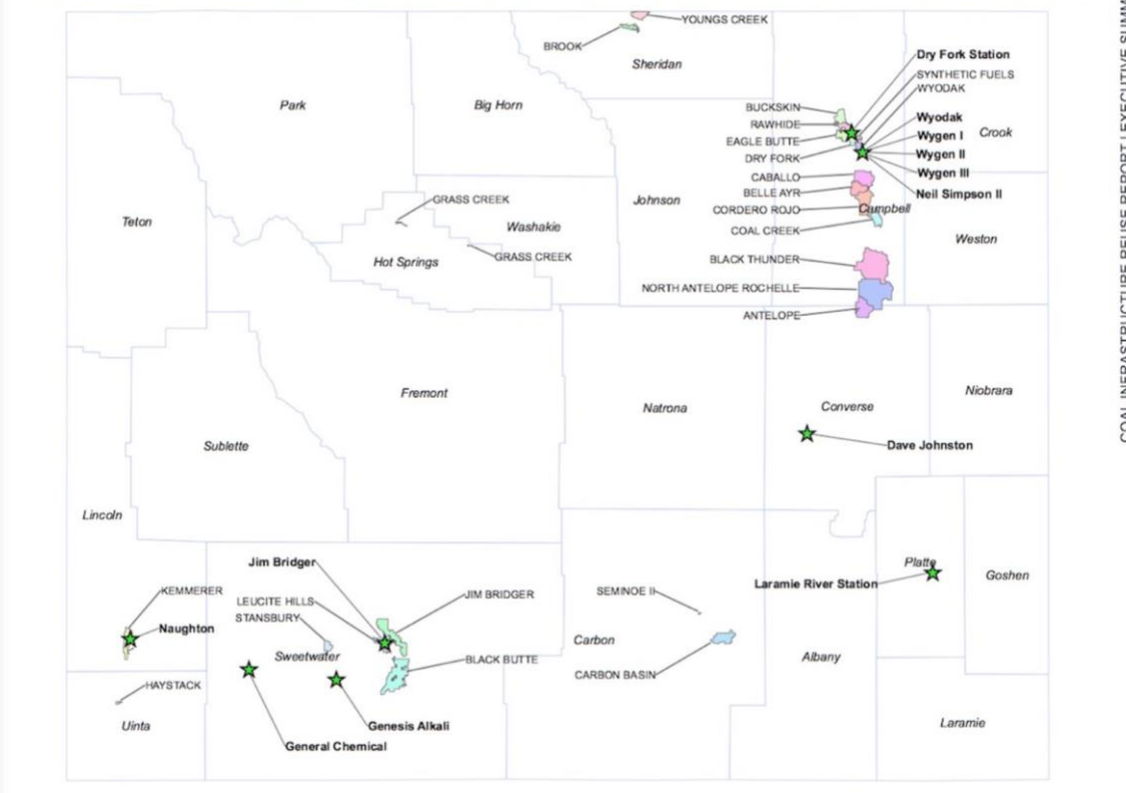 YOUNGS CREEK
BROOK
Sheridan
Dry Fork Station
SYNTHETIC FUELS
WYODAK
Park
Big Horn
BUCKSKIN
RAWHIDE
EAGLE BUTTE
DRY FORK
Wyodak
Wygen I
Crook
Wygen II
Wygen III
Neil Simpson II
CABALLO
BELLE AYR
CORDERO ROJO
Campbell
COAL CREEK
Johnson
GRASS CREEK
Teton
Washakie
Weston
Hot Springs
GRASS CREEK
BLACK THUNDER
NORTH ANTELOPE ROCHELLE
ANTELOPE
Fremont
Natrona
Converse
Niobrara
Dave Johnston
Sublette
Lincoln
Jim Bridger
Platte
Laramie River Station
Goshen
KEMMERER
LEUCITE HILLS
JIM BRIDGER
SEMINOE II
STANSBURY
Naughton
Sweetwater
BLACK BUTTE
Carbon
CARBON BASIN
Albany
HAYSTACK
Uinta
Genesis Alkali
General Chemical
Laramie
COAL INFRASTRUCTURE REUSE REPORT | EXECUTIVE SUMM